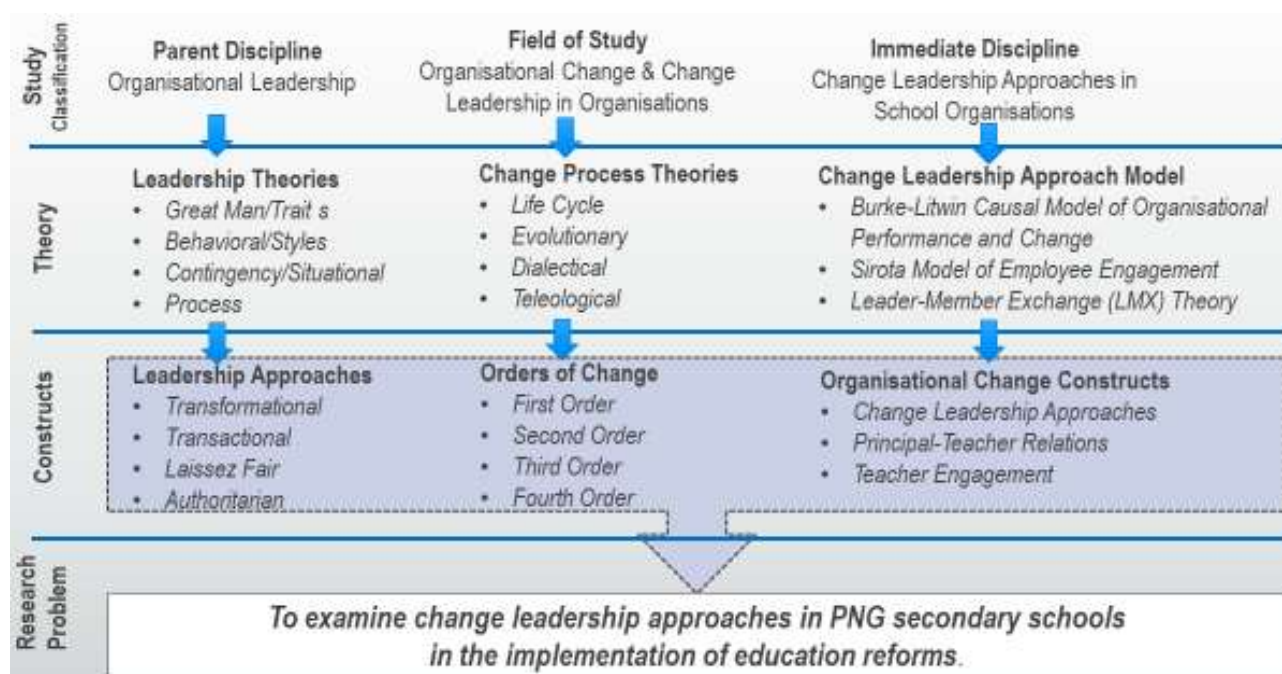 Study
Classification
Parent Discipline
Organisational Leadership
Field of Study
Organisational Change & Change
Leadership in Organisations
Immediate Discipline
Change Leadership Approaches in
School Organisations
Theory
Leadership Theories
• Great Man/Trait s
• Behavioral/Styles
• Contingency/Situational
• Process
Change Process Theories
• Life Cycle
• Evolutionary
• Dialectical
• Teleological
Change Leadership Approach Model
• Burke-Litwin Causal Model of Organisational
Performance and Change
• Sirota Model of Employee Engagement
• Leader-Member Exchange (LMX) Theory
Constructs
Leadership Approaches
• Transformational
• Transactional
• Laissez Fair
• Authoritarian
Orders of Change
• First Order
• Second Order
• Third Order
• Fourth Order
Organisational Change Constructs
• Change Leadership Approaches
• Principal-Teacher Relations
• Teacher Engagement
Research
Problem
To examine change leadership approaches in PNG secondary schools
in the implementation of education reforms.